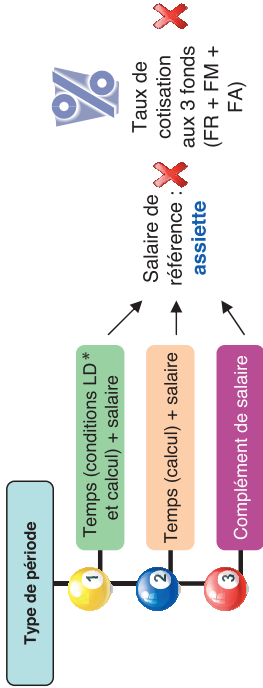 Type de période
1
Temps (conditions LD*
et calcul) + salaire
2
Temps (calcul) + salaire
3
Complément de salaire
Salaire de
référence :
assiette
%
Taux de
cotisation
aux 3 fonds
(FR + FM +
FA)